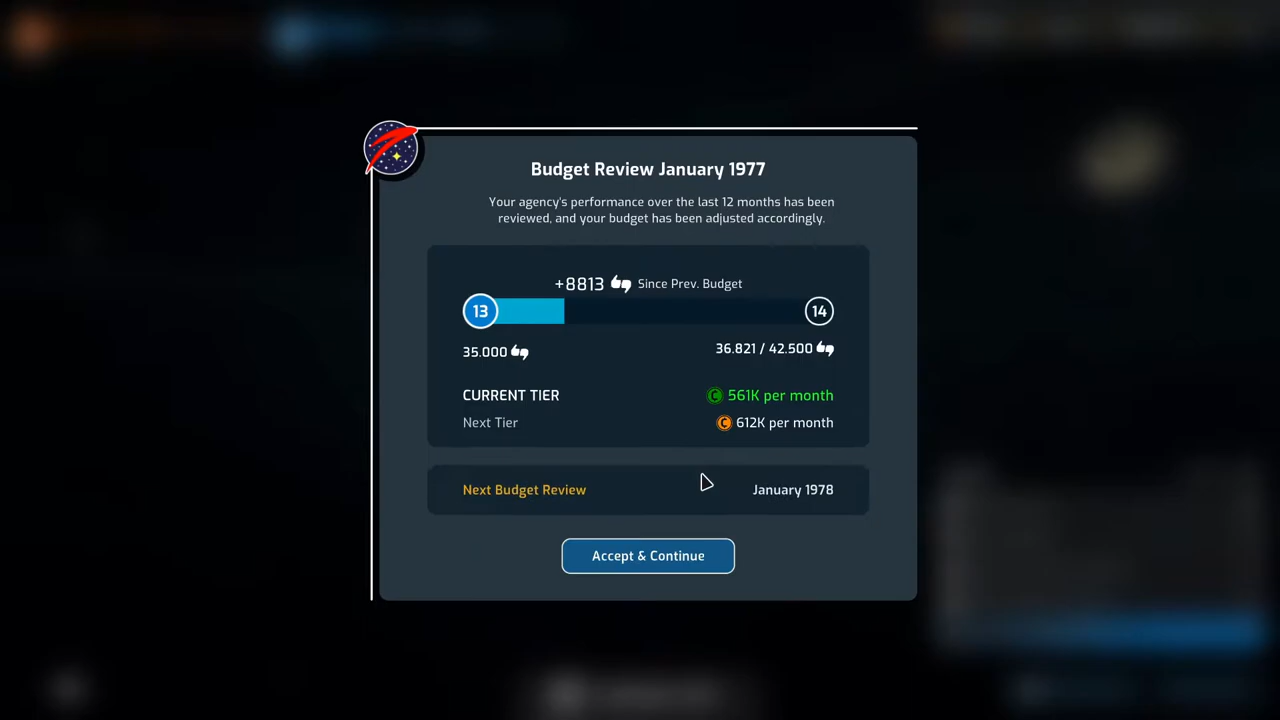 Budget Review January 1977
Your agency's performance over the last 12 months has been
reviewed, and your budget has been adjusted accordingly.
+8813 Since Prev. Budget
13 14
35.000 36.821 / 42.500
CURRENT TIER 561K per month
Next Tier 612K per month
Next Budget Review January 1978
Accept & Continue